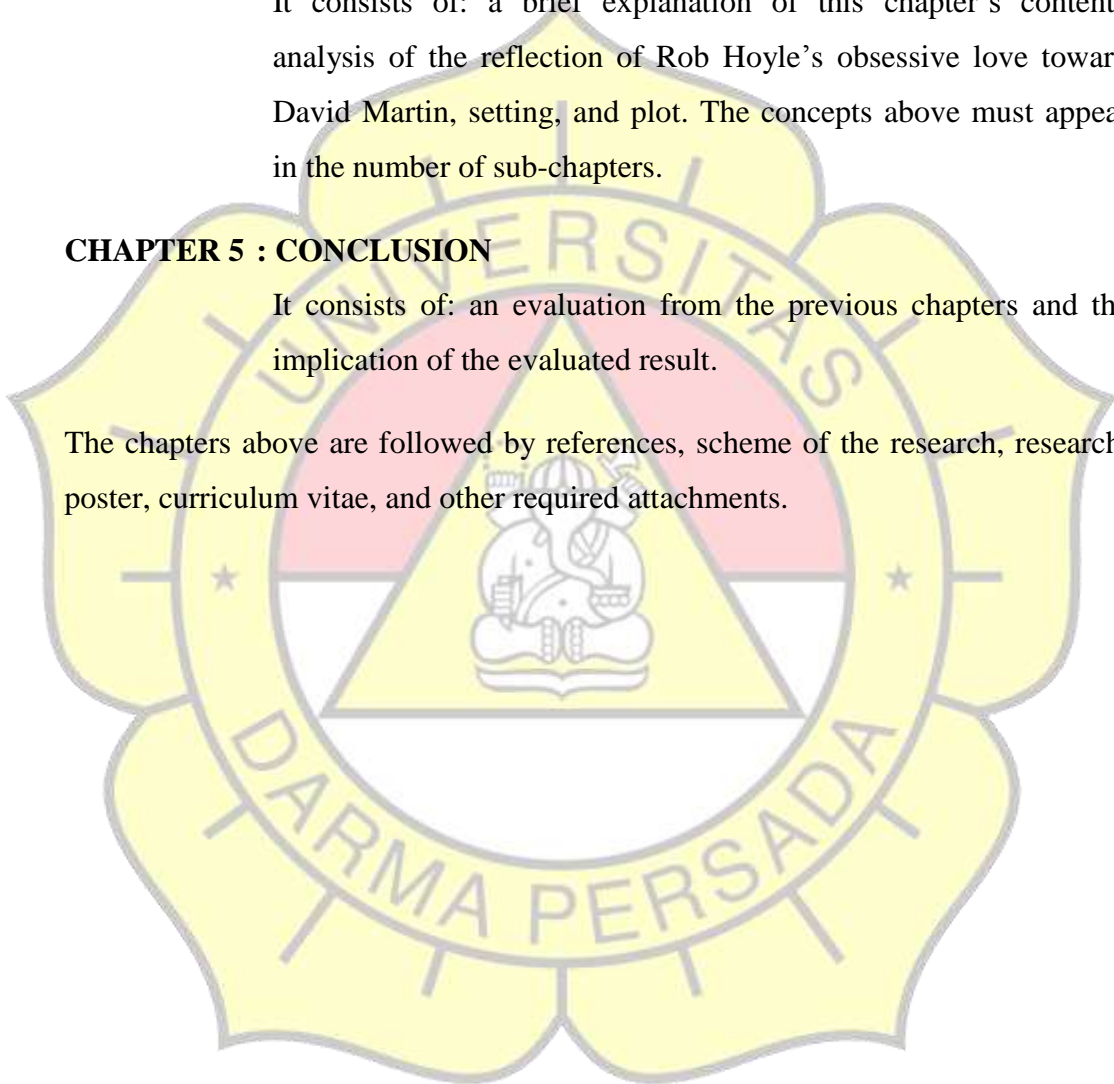 It consists of: a brief explanation of this chapter's content
analysis of the reflection of Rob Hoyle's obsessive love towar
David Martin, setting, and plot. The concepts above must appea
in the number of sub-chapters.
CHAPTER 5 : CONCLUSION
It consists of: an evaluation from the previous chapters and th
implication of the evaluated result.
The chapters above are followed by references, scheme of the research, research
poster, curriculum vitae, and other required attachments.
UNIVERSITAS
DARMA PERSADA